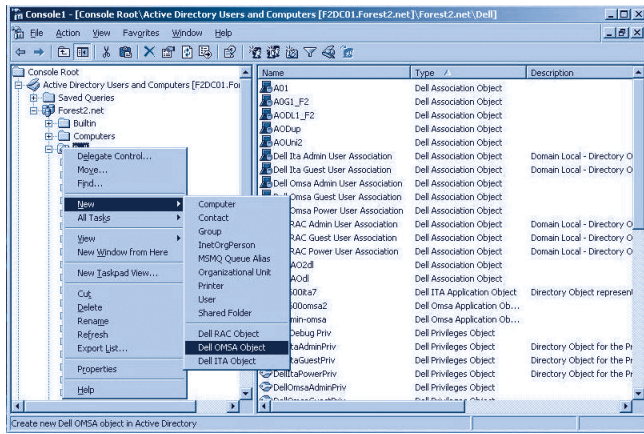 Console1 - [Console Root\Active Directory Users and Computers [F2DC01.Forest2.net]\Forest2.net\Dell]
File Action View Favorites Window Help
Console Root
Active Directory Users and Computers [F2DC01.For
Saved Queries
Forest2.net
Builtin
Computers
Delegate Control...
Move...
Find...
New
All Tasks
View
New Window from Here
New Taskpad View...
Cut
Delete
Rename
Refresh
Export List...
Properties
Help
Computer
Contact
Group
InetOrgPerson
MSMQ Queue Alias
Organizational Unit
Printer
User
Shared Folder
Dell RAC Object
Dell OMSA Object
Dell ITA Object
Name Type Description
A01 Dell Association Object
AOG1_F2 Dell Association Object
AODL1_F2 Dell Association Object
AODup Dell Association Object
AOUni2 Dell Association Object
Dell Ita Admin User Association Dell Association Object Domain Local - Directory O
Dell Ita Guest User Association Dell Association Object Domain Local - Directory O
Dell Omsa Admin User Association Dell Association Object
Dell Omsa Guest User Association Dell Association Object
Omsa Power User Association Dell Association Object
RAC Admin User Association Dell Association Object Domain Local - Directory O
RAC Guest User Association Dell Association Object Domain Local - Directory O
RAC Power User Association Dell Association Object Domain Local - Directory O
AO2dl Dell Association Object
AOdl Dell Association Object
00ita7 Dell ITA Application Object Directory Object represen
00omsa2 Dell Omsa Application Ob...
min-omsa Dell Omsa Application Ob...
Debug Priv Dell Privileges Object
taAdminPriv Dell Privileges Object Directory Object for the Pr
taGuestPriv Dell Privileges Object Directory Object for the Pr
DellItaPowerPriv Dell Privileges Object Directory Object for the Pr
DellOmsaAdminPriv Dell Privileges Object
Create new Dell OMSA object in Active Directory